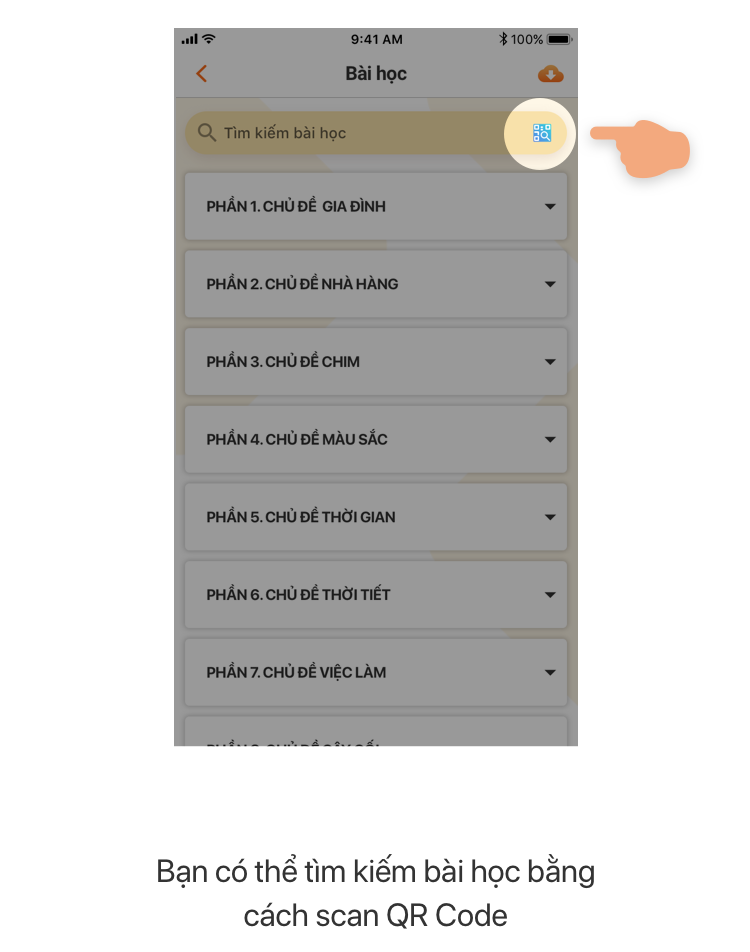 9:41 AM
100%
Bài học
Tìm kiếm bài học
PHẦN 1. CHỦ ĐỀ GIA ĐÌNH
PHẦN 2. CHỦ ĐỀ NHÀ HÀNG
PHẦN 3. CHỦ ĐỀ CHIM
PHẦN 4. CHỦ ĐỀ MÀU SẮC
PHẦN 5. CHỦ ĐỀ THỜI GIAN
PHẦN 6. CHỦ ĐỀ THỜI TIẾT
PHẦN 7. CHỦ ĐỀ VIỆC LÀM
Bạn có thể tìm kiếm bài học bằng
cách scan QR Code